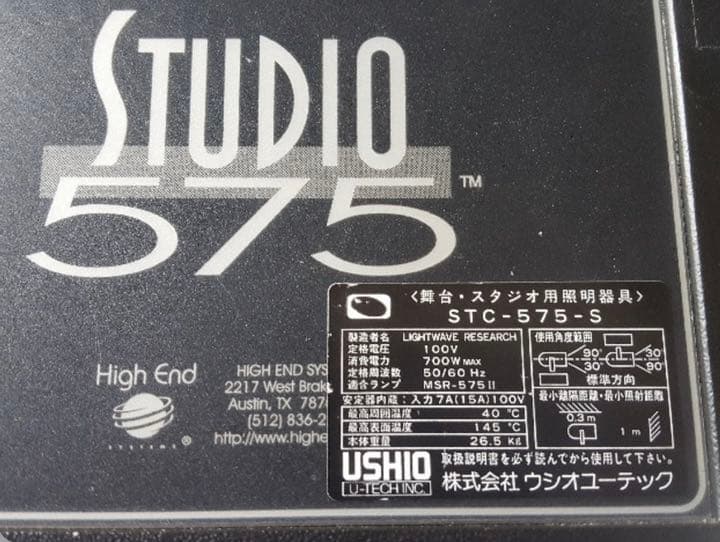 STUDIO
575 ™
High End
SYSTEMS ®
HIGH END SYS
2217 West Brake
Austin, TX 787
(512) 836-2
http://www.highe
〈舞台・スタジオ用照明器具〉
STC-575-S
製造者名 LIGHTWAVE RESEARCH
定格電圧 100V
消費電力 700W MAX
定格周波数 50/60 Hz
適合ランプ MSR-575II
安定器内蔵:入力7A(15A)100V
最高周囲温度 40 ℃
最高表面温度 145 ℃
本体重量 26.5 Kg
使用角度範囲
90° 30°
30° 90°
標準方向
最小離隔距離・最小照射距離
0.3m 1m
USHIO
U-TECH INC.
取扱説明書を必ず読んでから使用して下さい。
株式会社 ウシオユーテック